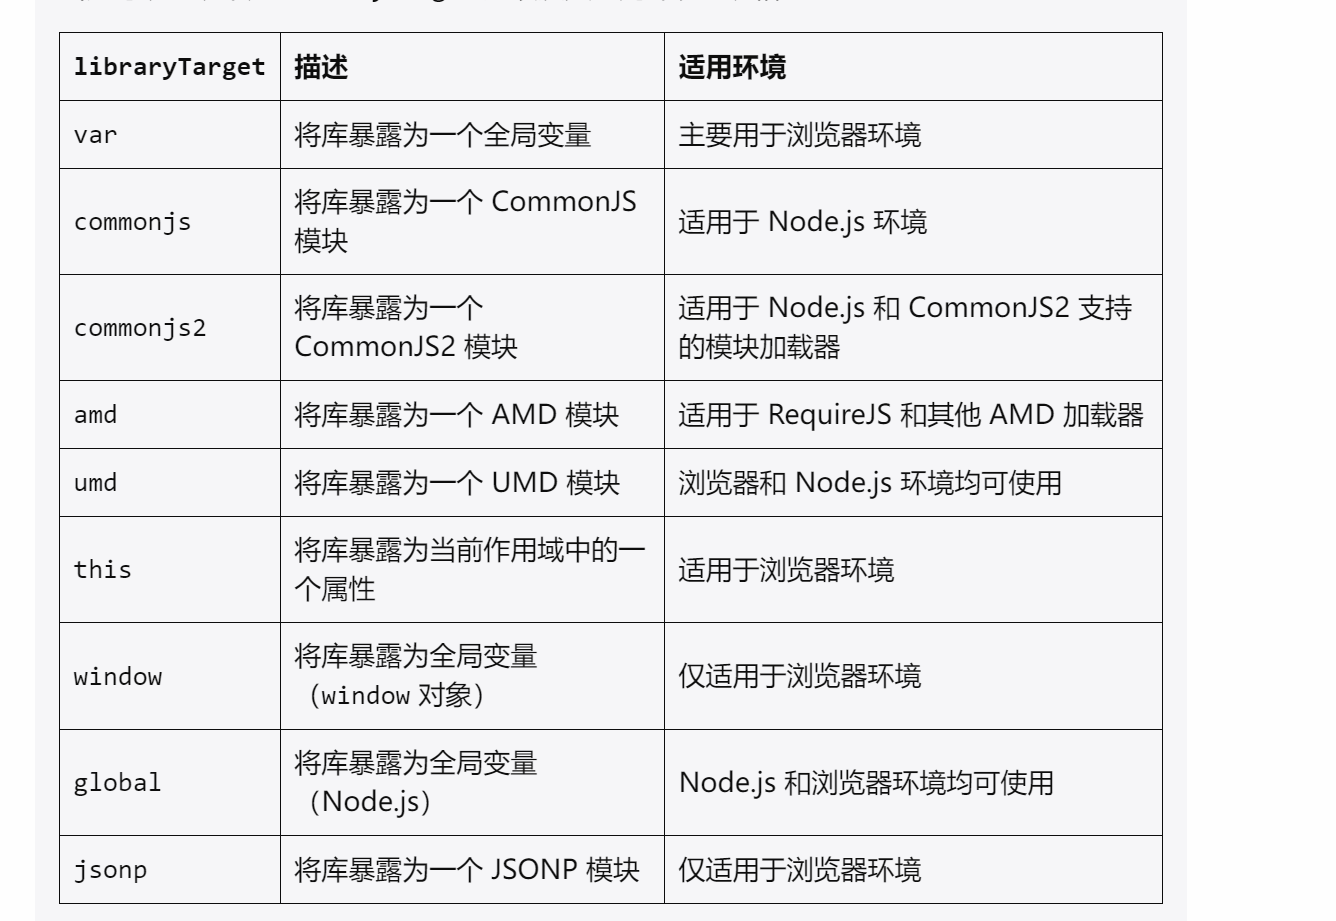 libraryTarget 描述 适用环境
var 将库暴露为一个全局变量 主要用于浏览器环境
commonjs 将库暴露为一个 CommonJS
模块 适用于 Node.js 环境
commonjs2 将库暴露为一个
CommonJS2 模块 适用于 Node.js 和 CommonJS2 支持
的模块加载器
amd 将库暴露为一个 AMD 模块 适用于 RequireJS 和其他 AMD 加载器
umd 将库暴露为一个 UMD 模块 浏览器和 Node.js 环境均可使用
this 将库暴露为当前作用域中的一
个属性 适用于浏览器环境
window 将库暴露为全局变量
（window 对象） 仅适用于浏览器环境
global 将库暴露为全局变量
（Node.js） Node.js 和浏览器环境均可使用
jsonp 将库暴露为一个 JSONP 模块 仅适用于浏览器环境